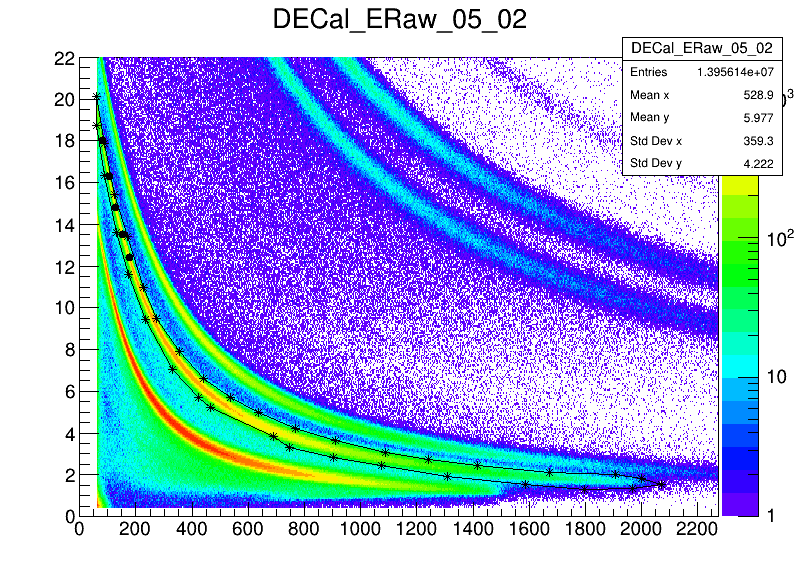 DECal_ERaw_05_02
DECal_ERaw_05_02
Entries 1.395614e+07
Mean x 528.9
Mean y 5.977
Std Dev x 359.3
Std Dev y 4.222
22
20
18
16
14
12
10
8
6
4
2
0
0 200 400 600 800 1000 1200 1400 1600 1800 2000 2200
10²
10
1